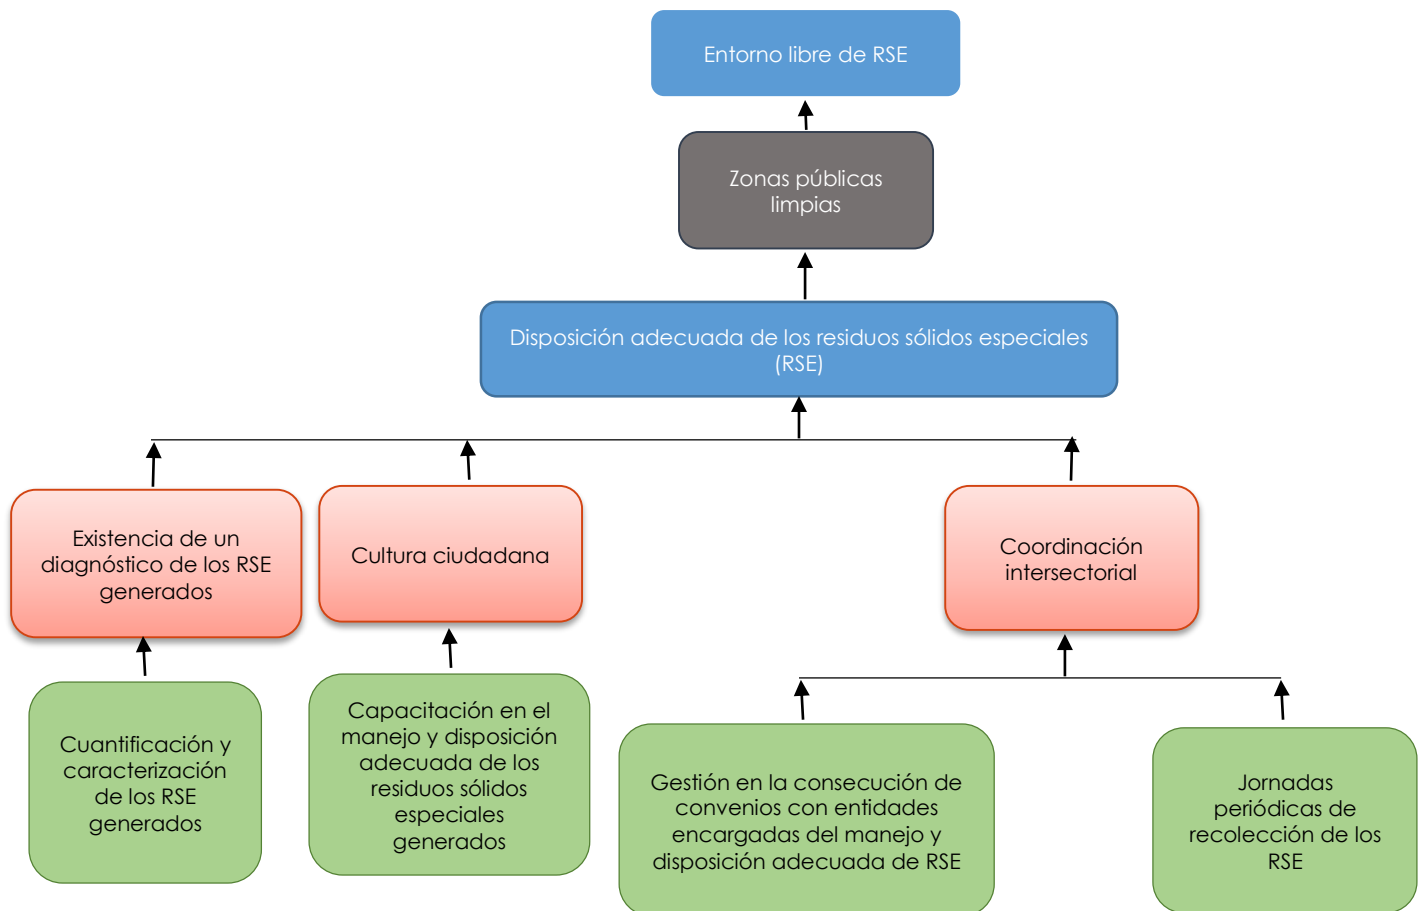 Entorno libre de RSE
Zonas públicas
limpias
Disposición adecuada de los residuos sólidos especiales
(RSE)
Existencia de un
diagnóstico de los RSE
generados
Cultura ciudadana
Coordinación
intersectorial
Cuantificación y
caracterización
de los RSE
generados
Capacitación en el
manejo y disposición
adecuada de los
residuos sólidos
especiales
generados
Gestión en la consecución de
convenios con entidades
encargadas del manejo y
disposición adecuada de RSE
Jornadas
periódicas de
recolección de los
RSE